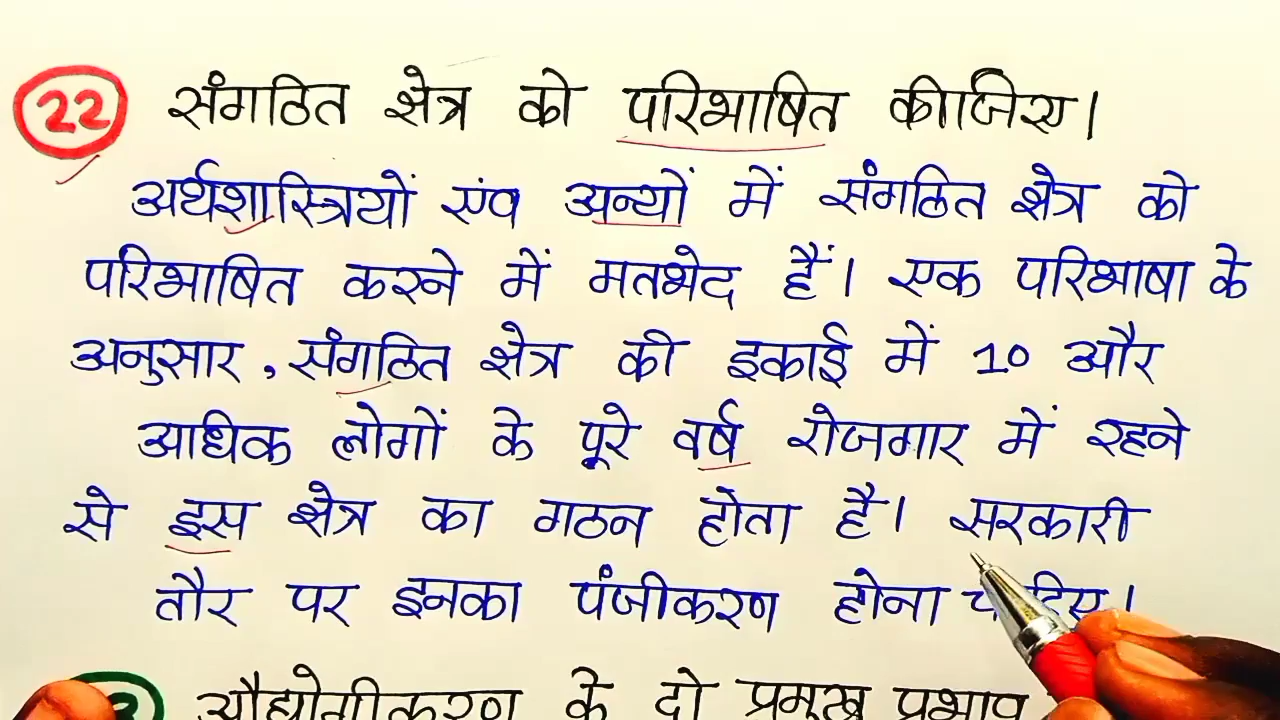 22 संगठित क्षेत्र को परिभाषित कीजिए।
अर्थशास्त्रियों एंव अन्यों में संगठित क्षेत्र को
परिभाषित करने में मतभेद हैं। एक परिभाषा के
अनुसार, संगठित क्षेत्र की इकाई में 10 और
अधिक लोगों के पूरे वर्ष रोजगार में रहने
से इस क्षेत्र का गठन होता है। सरकारी
तौर पर इनका पंजीकरण होना चाहिए।
औद्योगीकरण के दो प्रमुख प्रभाव